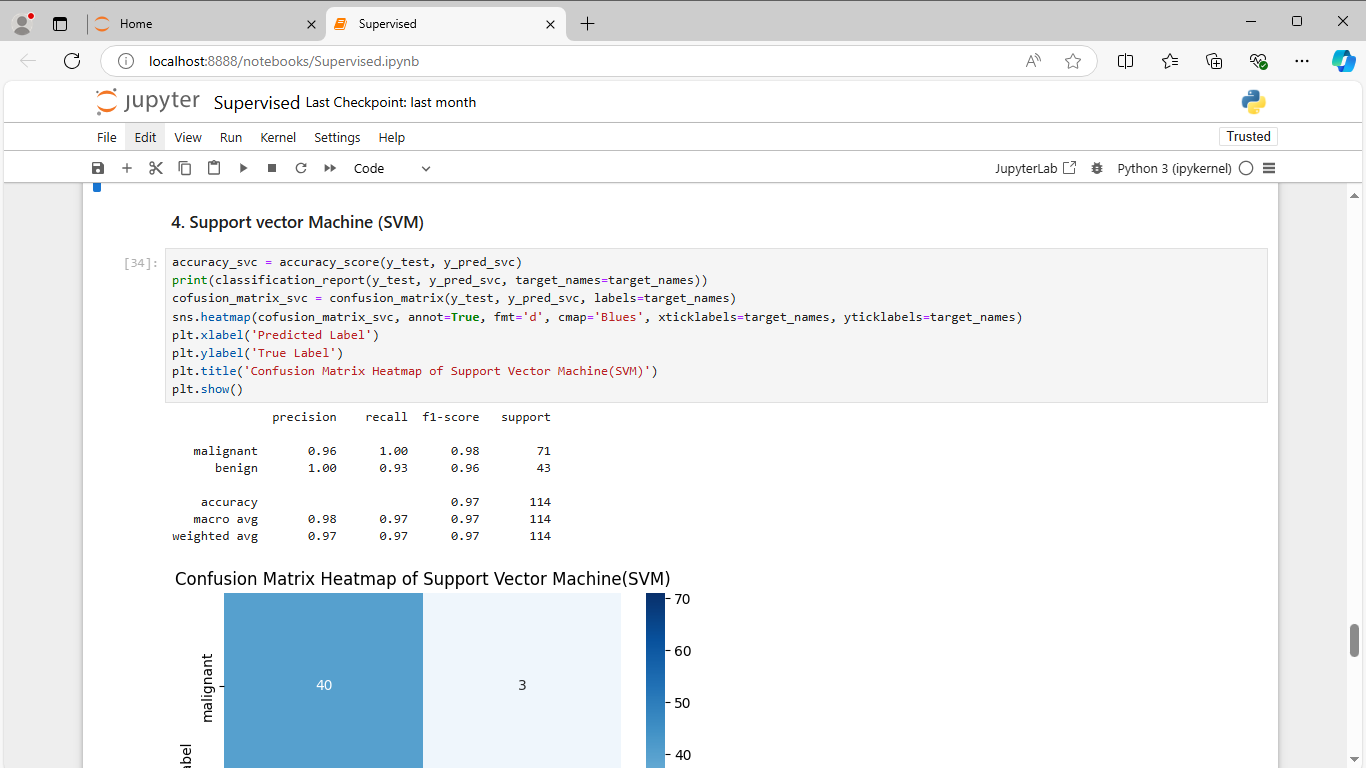 Home
Supervised
localhost:8888/notebooks/Supervised.ipynb
jupyter Supervised Last Checkpoint: last month
File Edit View Run Kernel Settings Help
Trusted
Code
JupyterLab
Python 3 (ipykernel)
4. Support vector Machine (SVM)
[34]:
accuracy_svc = accuracy_score(y_test, y_pred_svc)
print(classification_report(y_test, y_pred_svc, target_names=target_names))
cofusion_matrix_svc = confusion_matrix(y_test, y_pred_svc, labels=target_names)
sns.heatmap(cofusion_matrix_svc, annot=True, fmt='d', cmap='Blues', xticklabels=target_names, yticklabels=target_names)
plt.xlabel('Predicted Label')
plt.ylabel('True Label')
plt.title('Confusion Matrix Heatmap of Support Vector Machine(SVM)')
plt.show()
precision recall f1-score support
malignant 0.96 1.00 0.98 71
benign 1.00 0.93 0.96 43
accuracy 0.97 114
macro avg 0.98 0.97 0.97 114
weighted avg 0.97 0.97 0.97 114
Confusion Matrix Heatmap of Support Vector Machine(SVM)
malignant
40
3
70
60
50
40
abel